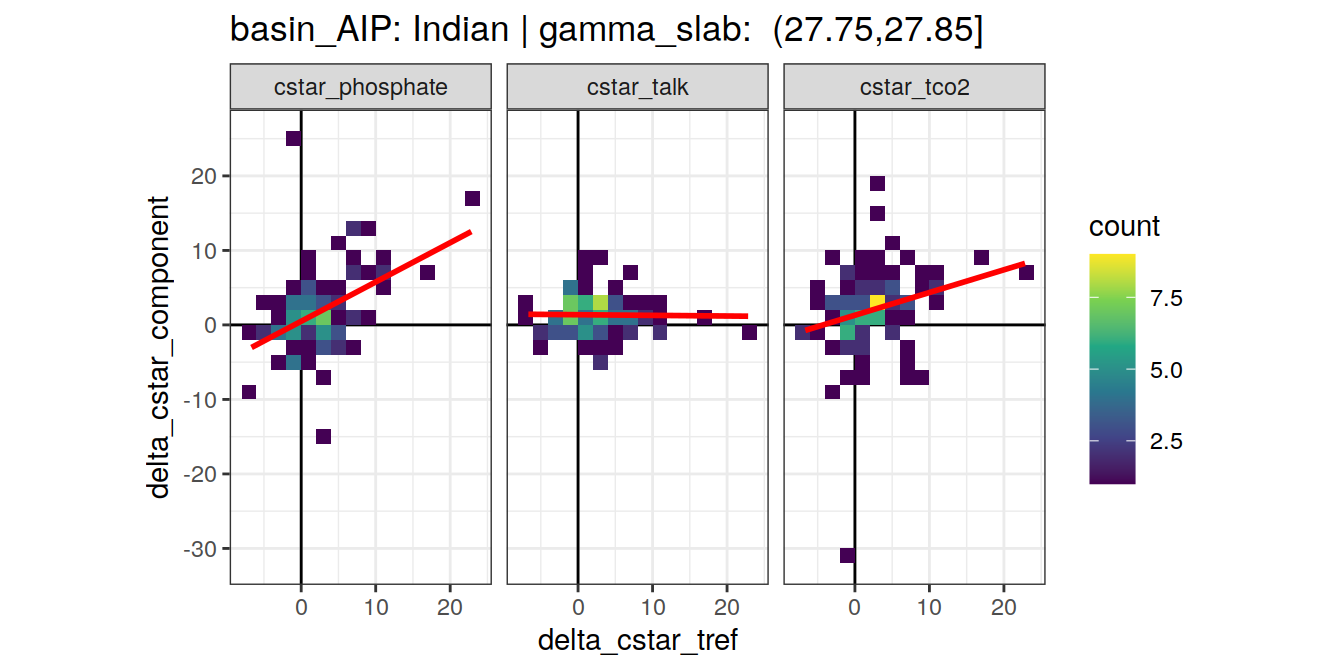 basin_AIP: Indian | gamma_slab:  (27.75,27.85]
cstar_phosphate
cstar_talk
cstar_tco2
delta_cstar_component
20
10
0
-10
-20
-30
0
10
20
0
10
20
0
10
20
delta_cstar_tref
count
7.5
5.0
2.5